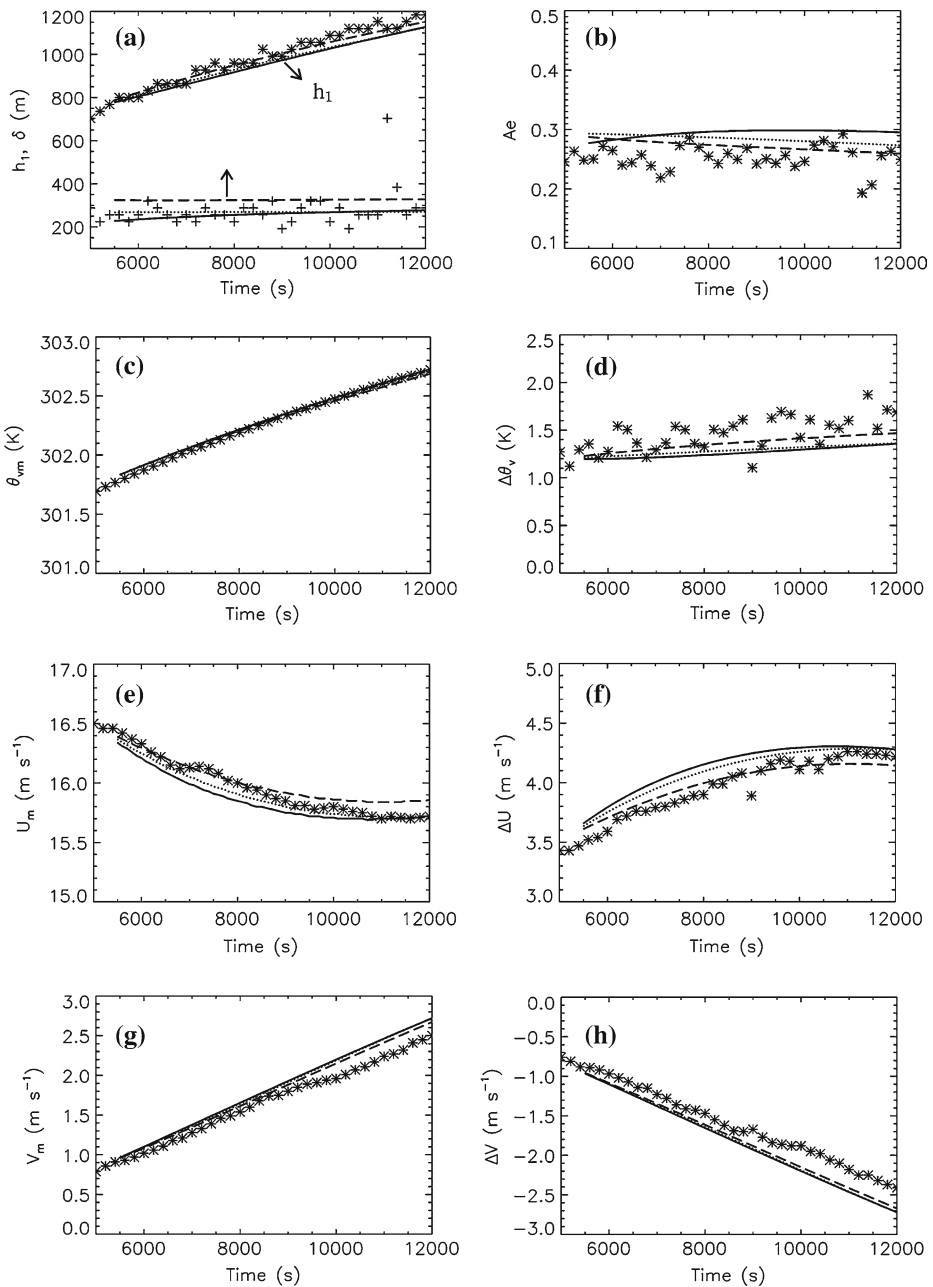 (a)
1200
1000
800
600
400
200
h₁, δ (m)
h₁
6000 8000 10000 12000
Time (s)
(b)
0.5
0.4
0.3
0.2
0.1
Ae
6000 8000 10000 12000
Time (s)
(c)
303.0
302.5
302.0
301.5
301.0
θvm (K)
6000 8000 10000 12000
Time (s)
(d)
2.5
2.0
1.5
1.0
0.5
0.0
Δθv (K)
6000 8000 10000 12000
Time (s)
(e)
17.0
16.5
16.0
15.5
15.0
Um (m s⁻¹)
6000 8000 10000 12000
Time (s)
(f)
5.0
4.5
4.0
3.5
3.0
ΔU (m s⁻¹)
6000 8000 10000 12000
Time (s)
(g)
3.0
2.5
2.0
1.5
1.0
0.5
0.0
Vm (m s⁻¹)
6000 8000 10000 12000
Time (s)
(h)
0.0
−0.5
−1.0
−1.5
−2.0
−2.5
−3.0
ΔV (m s⁻¹)
6000 8000 10000 12000
Time (s)